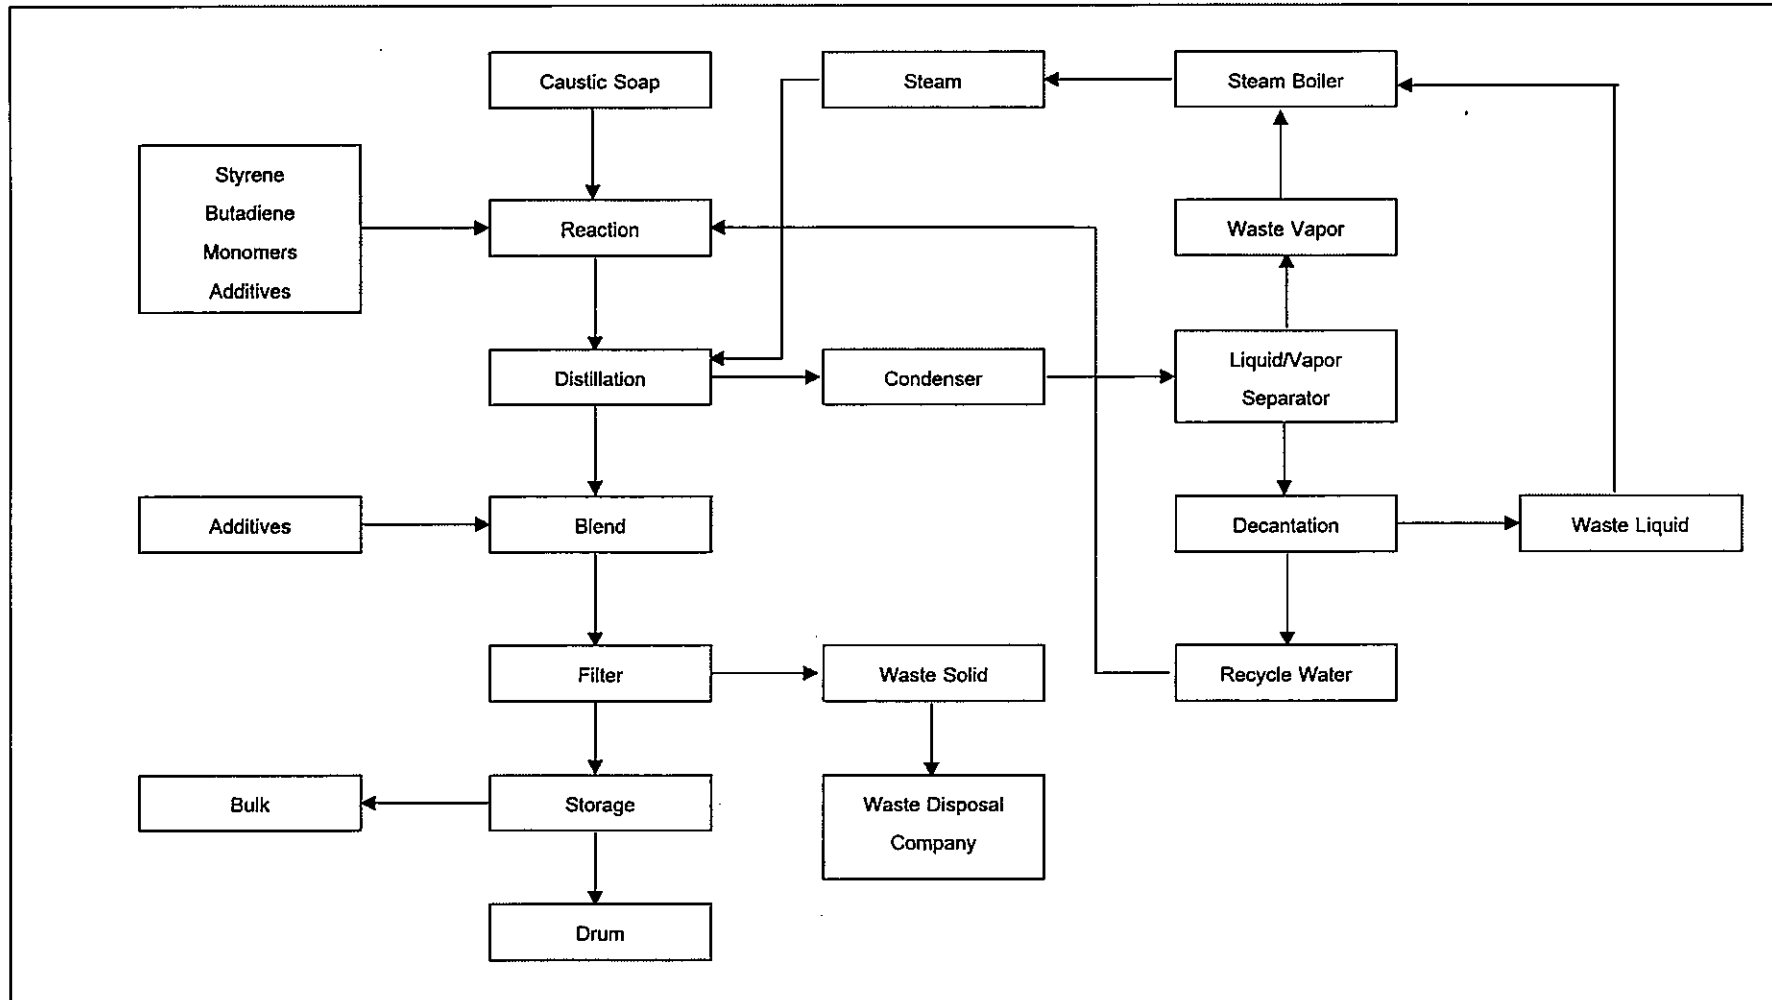 Caustic Soap
Steam
Steam Boiler
Styrene
Butadiene
Monomers
Additives
Reaction
Waste Vapor
Distillation
Condenser
Liquid/Vapor
Separator
Additives
Blend
Decantation
Waste Liquid
Filter
Waste Solid
Recycle Water
Bulk
Storage
Waste Disposal
Company
Drum